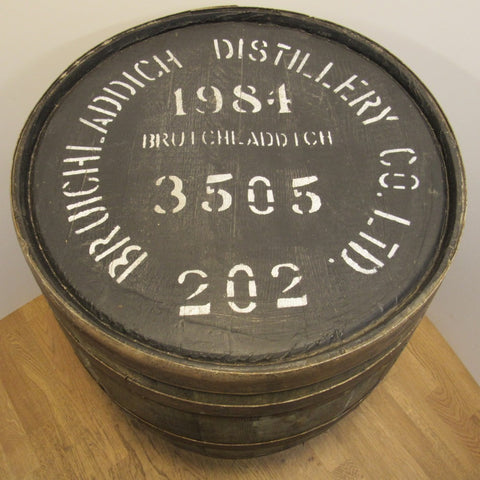 BRUICHLADDICH DISTILLERY CO. LTD.
1984
BRUICHLADDICH
3505
202